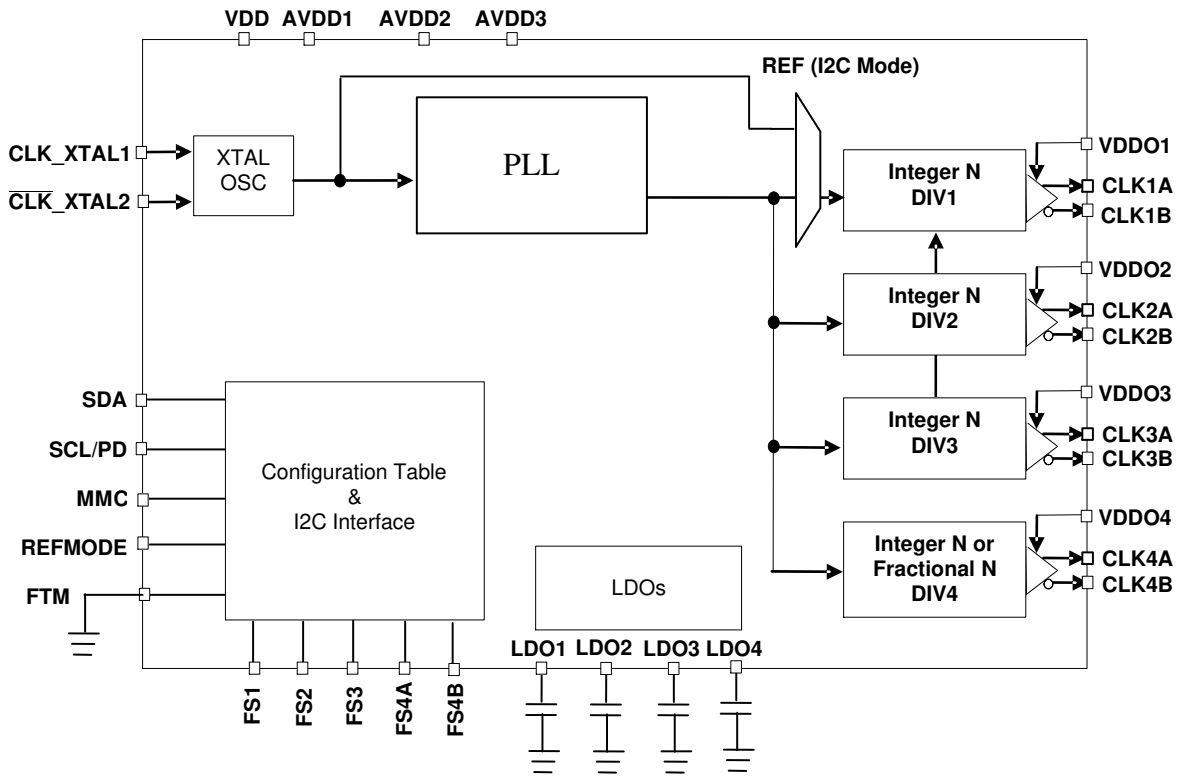 VDD AVDD1 AVDD2 AVDD3
REF (I2C Mode)
CLK_XTAL1
CLK_XTAL2
XTAL
OSC
PLL
Integer N
DIV1
VDDO1
CLK1A
CLK1B
Integer N
DIV2
VDDO2
CLK2A
CLK2B
Integer N
DIV3
VDDO3
CLK3A
CLK3B
Integer N or
Fractional N
DIV4
VDDO4
CLK4A
CLK4B
SDA
SCL/PD
MMC
REFMODE
FTM
Configuration Table
&
I2C Interface
LDOs
LDO1 LDO2 LDO3 LDO4
FS1
FS2
FS3
FS4A
FS4B